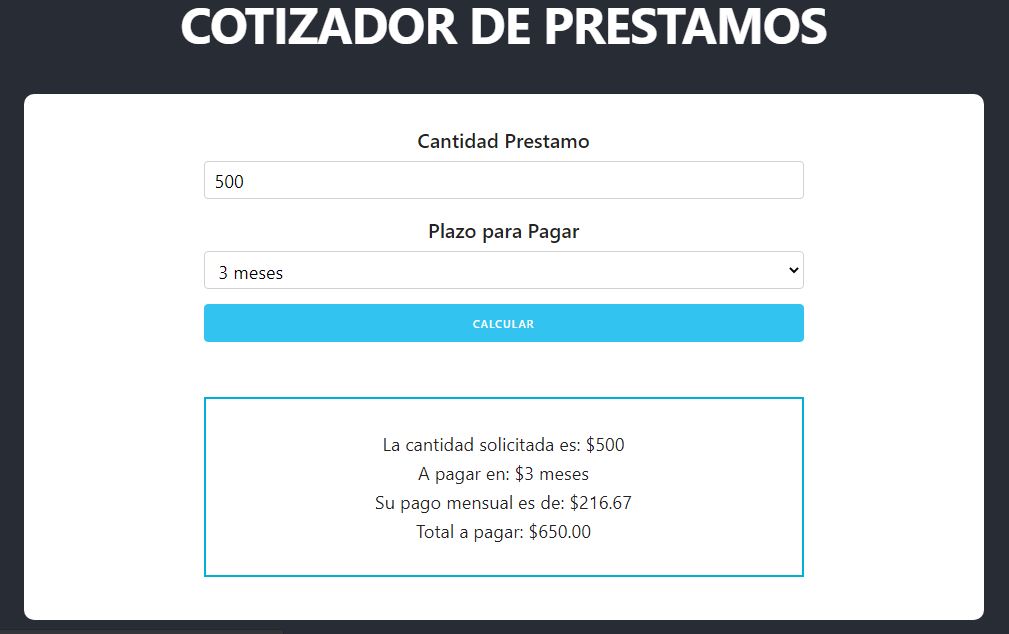 COTIZADOR DE PRESTAMOS
Cantidad Prestamo
500
Plazo para Pagar
3 meses
CALCULAR
La cantidad solicitada es: $500
A pagar en: $3 meses
Su pago mensual es de: $216.67
Total a pagar: $650.00